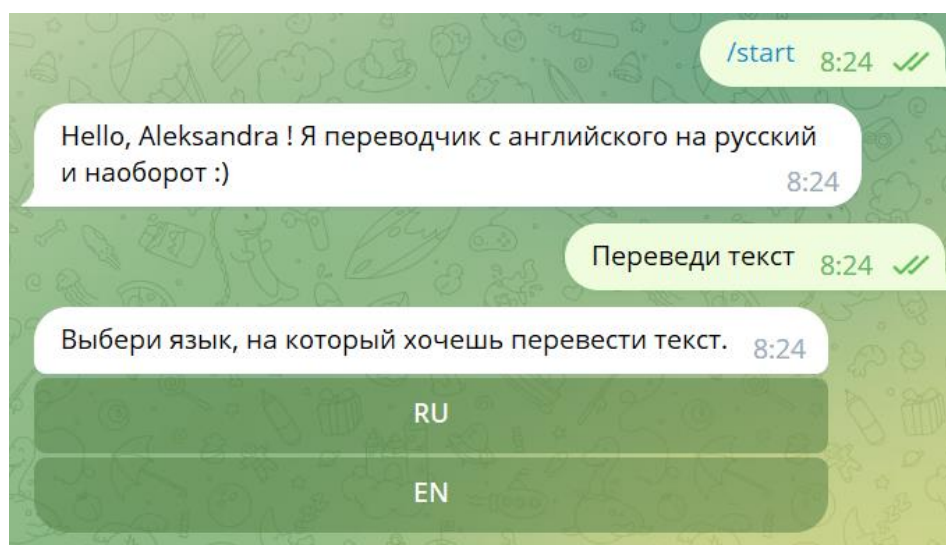 /start 8:24
Hello, Aleksandra ! Я переводчик с английского на русский
и наоборот :)
8:24
Переведи текст 8:24
Выбери язык, на который хочешь перевести текст. 8:24
RU
EN